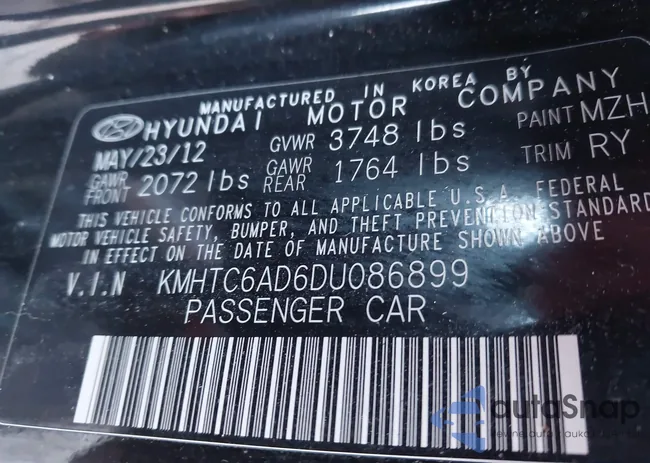 MANUFACTURED IN KOREA BY
HYUNDAI MOTOR COMPANY
MAY/23/12 GVWR 3748 lbs PAINT MZH
GAWR FRONT 2072 lbs GAWR REAR 1764 lbs TRIM RY
THIS VEHICLE CONFORMS TO ALL APPLICABLE U.S.A. FEDERAL
MOTOR VEHICLE SAFETY, BUMPER, AND THEFT PREVENTION STANDARD
IN EFFECT ON THE DATE OF MANUFACTURE SHOWN ABOVE
V.I.N KMHTC6AD6DU086899
PASSENGER CAR
autoSnap